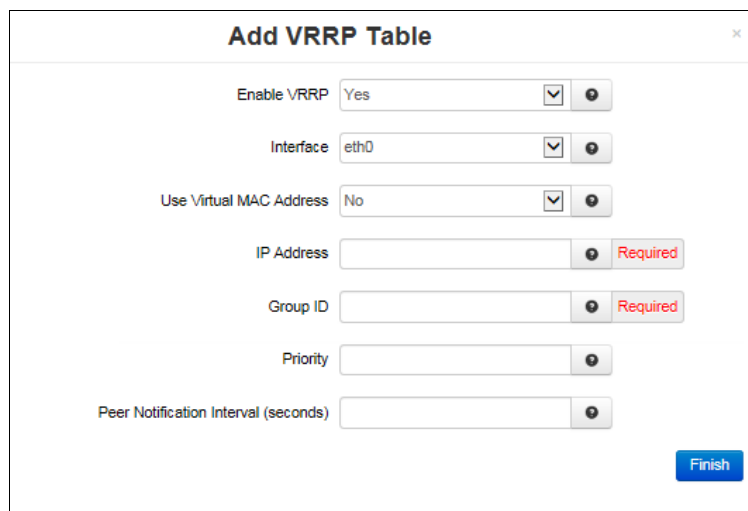 Add VRRP Table
×
Enable VRRP Yes
Interface eth0
Use Virtual MAC Address No
IP Address Required
Group ID Required
Priority
Peer Notification Interval (seconds)
Finish